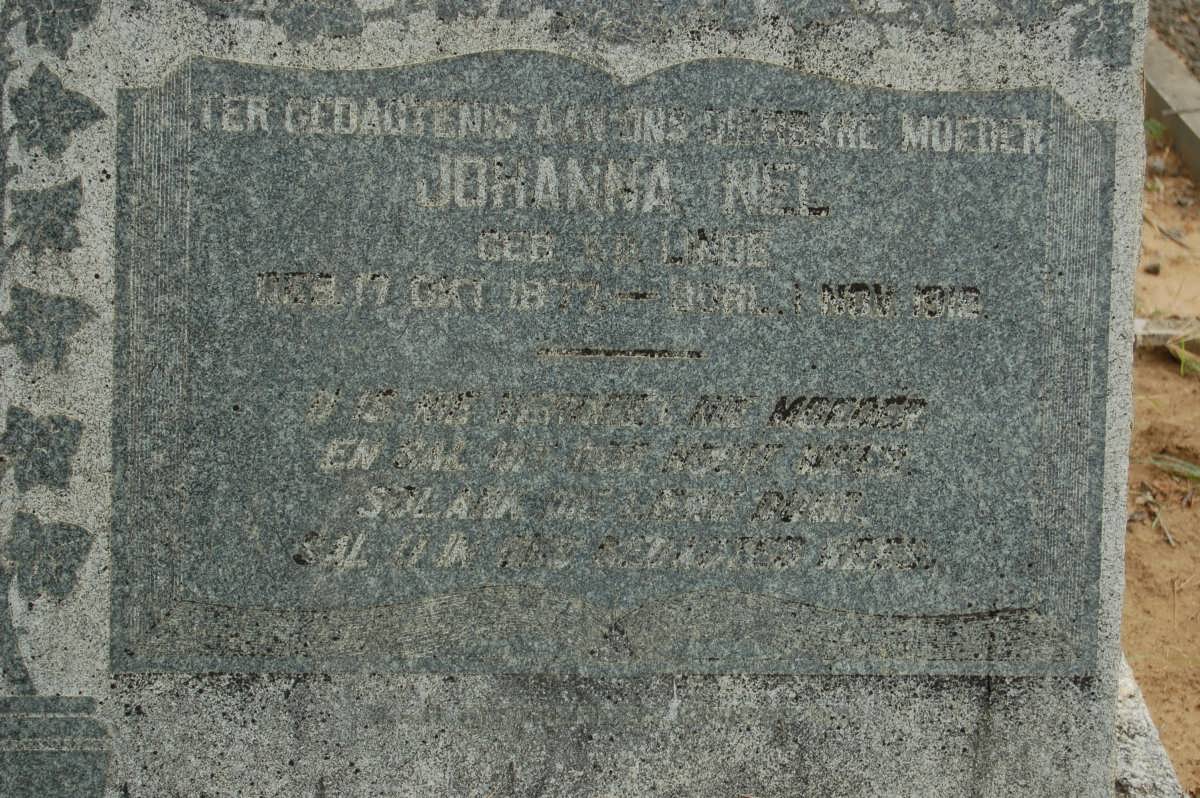 TER GEDAGTENIS AAN ONS DIERBARE MOEDER
JOHANNA NEL
GEB. V.D. LINDE
GEB. 17 OKT. 1877. — OORL. 1 NOV. 1918.
U IS NIE VERGEET NIE MOEDER
EN SAL DIT OOK NOOIT WEES.
SOLANK DIE LEWE DUUR,
SAL U IN ONS GEDAGTES